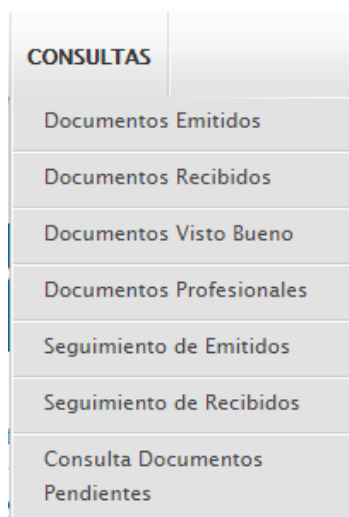 CONSULTAS
Documentos Emitidos
Documentos Recibidos
Documentos Visto Bueno
Documentos Profesionales
Seguimiento de Emitidos
Seguimiento de Recibidos
Consulta Documentos
Pendientes